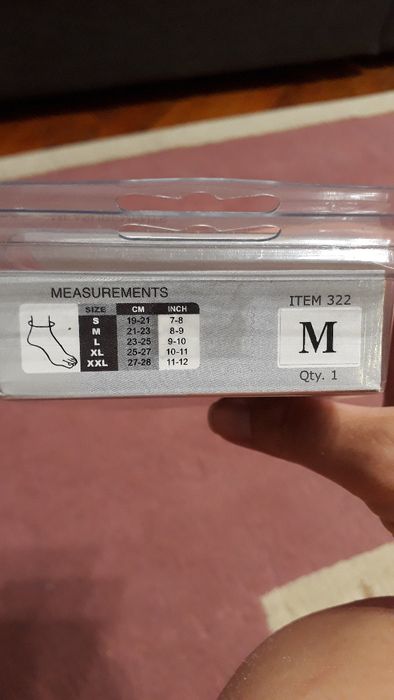 MEASUREMENTS
SIZE CM INCH
S 19-21 7-8
M 21-23 8-9
L 23-25 9-10
XL 25-27 10-11
XXL 27-28 11-12
ITEM 322
M
Qty. 1